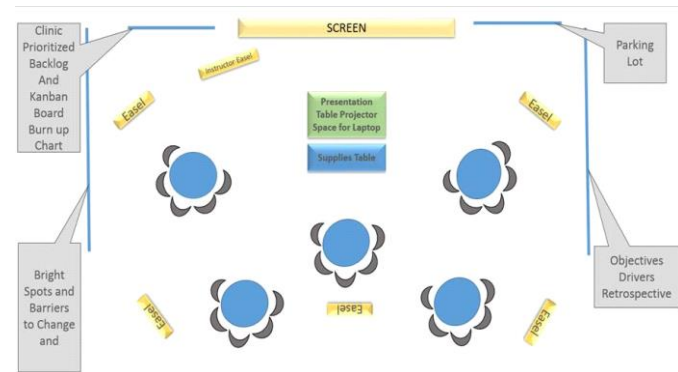 SCREEN
Clinic
Prioritized
Backlog
And
Kanban
Board
Burn up
Chart
Parking
Lot
Instructor Easel
Easel
Easel
Presentation
Table Projector
Space for Laptop
Supplies Table
Bright
Spots and
Barriers
to Change
and
Objectives
Drivers
Retrospective
Easel
Easel
Easel